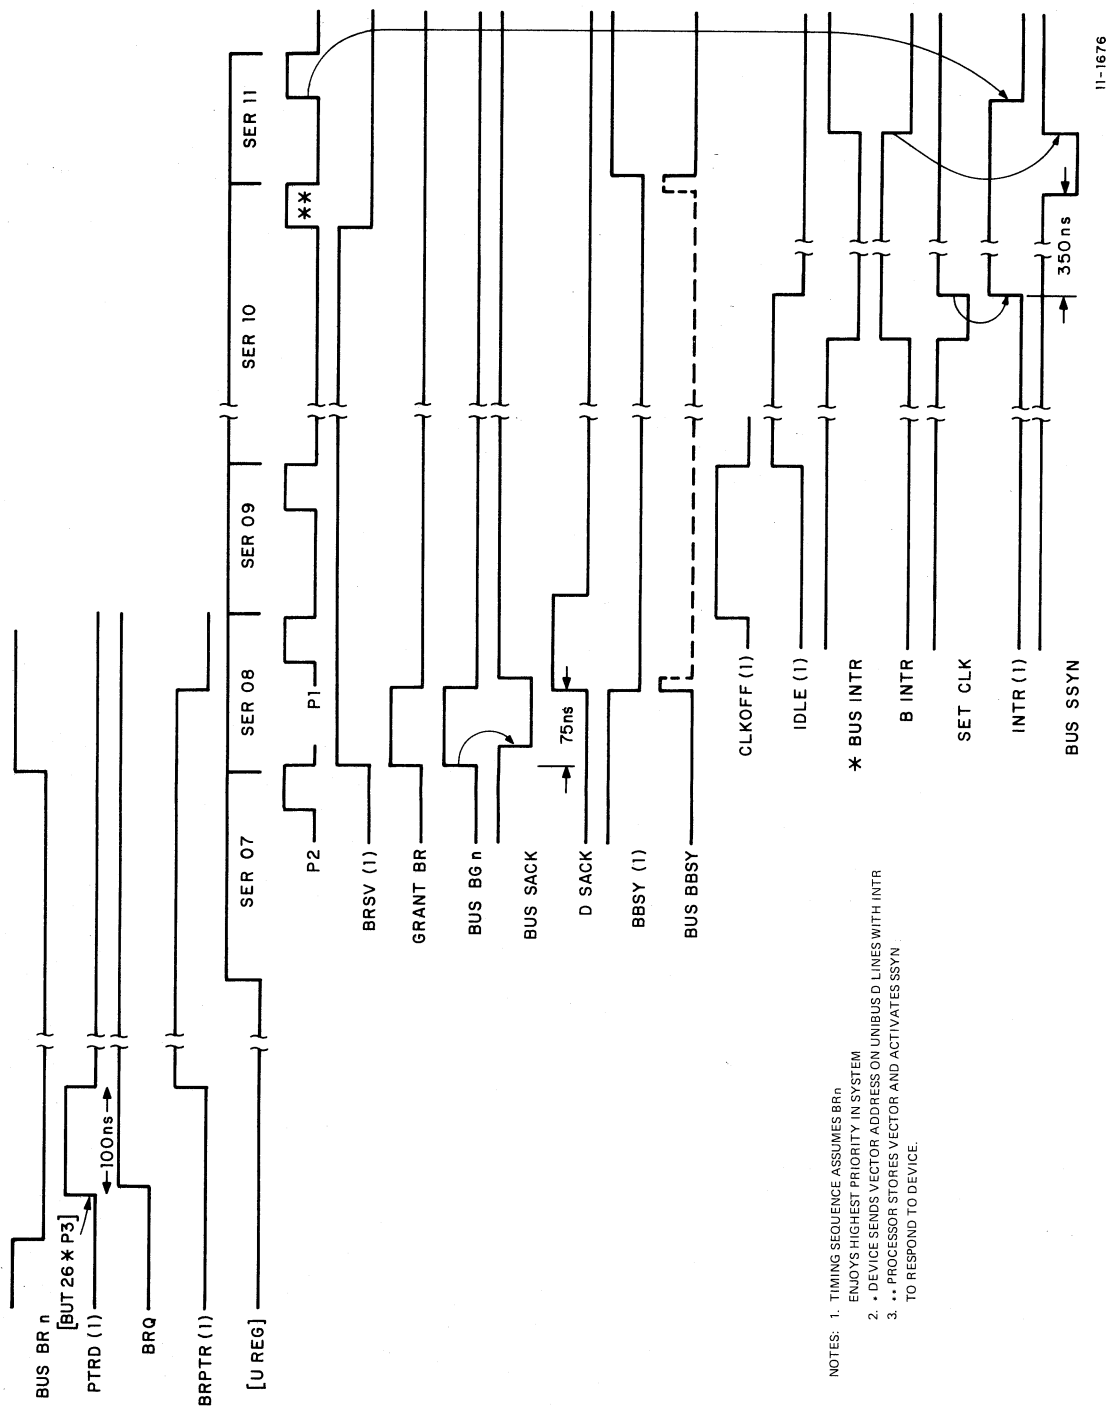 BUS BR n
[BUT 26 * P3]
PTRD (1)
←100ns→
BRQ
BRPTR (1)
[U REG]
SER 07
SER 08
SER 09
SER 10
SER 11
P2
P1
**
BRSV (1)
GRANT BR
BUS BG n
BUS SACK
75ns
D SACK
BBSY (1)
BUS BBSY
CLKOFF (1)
IDLE (1)
* BUS INTR
B INTR
SET CLK
INTR (1)
BUS SSYN
350ns
NOTES: 1. TIMING SEQUENCE ASSUMES BRn
ENJOYS HIGHEST PRIORITY IN SYSTEM
2. * DEVICE SENDS VECTOR ADDRESS ON UNIBUS D LINES WITH INTR
3. ** PROCESSOR STORES VECTOR AND ACTIVATES SSYN
TO RESPOND TO DEVICE.
11-1676